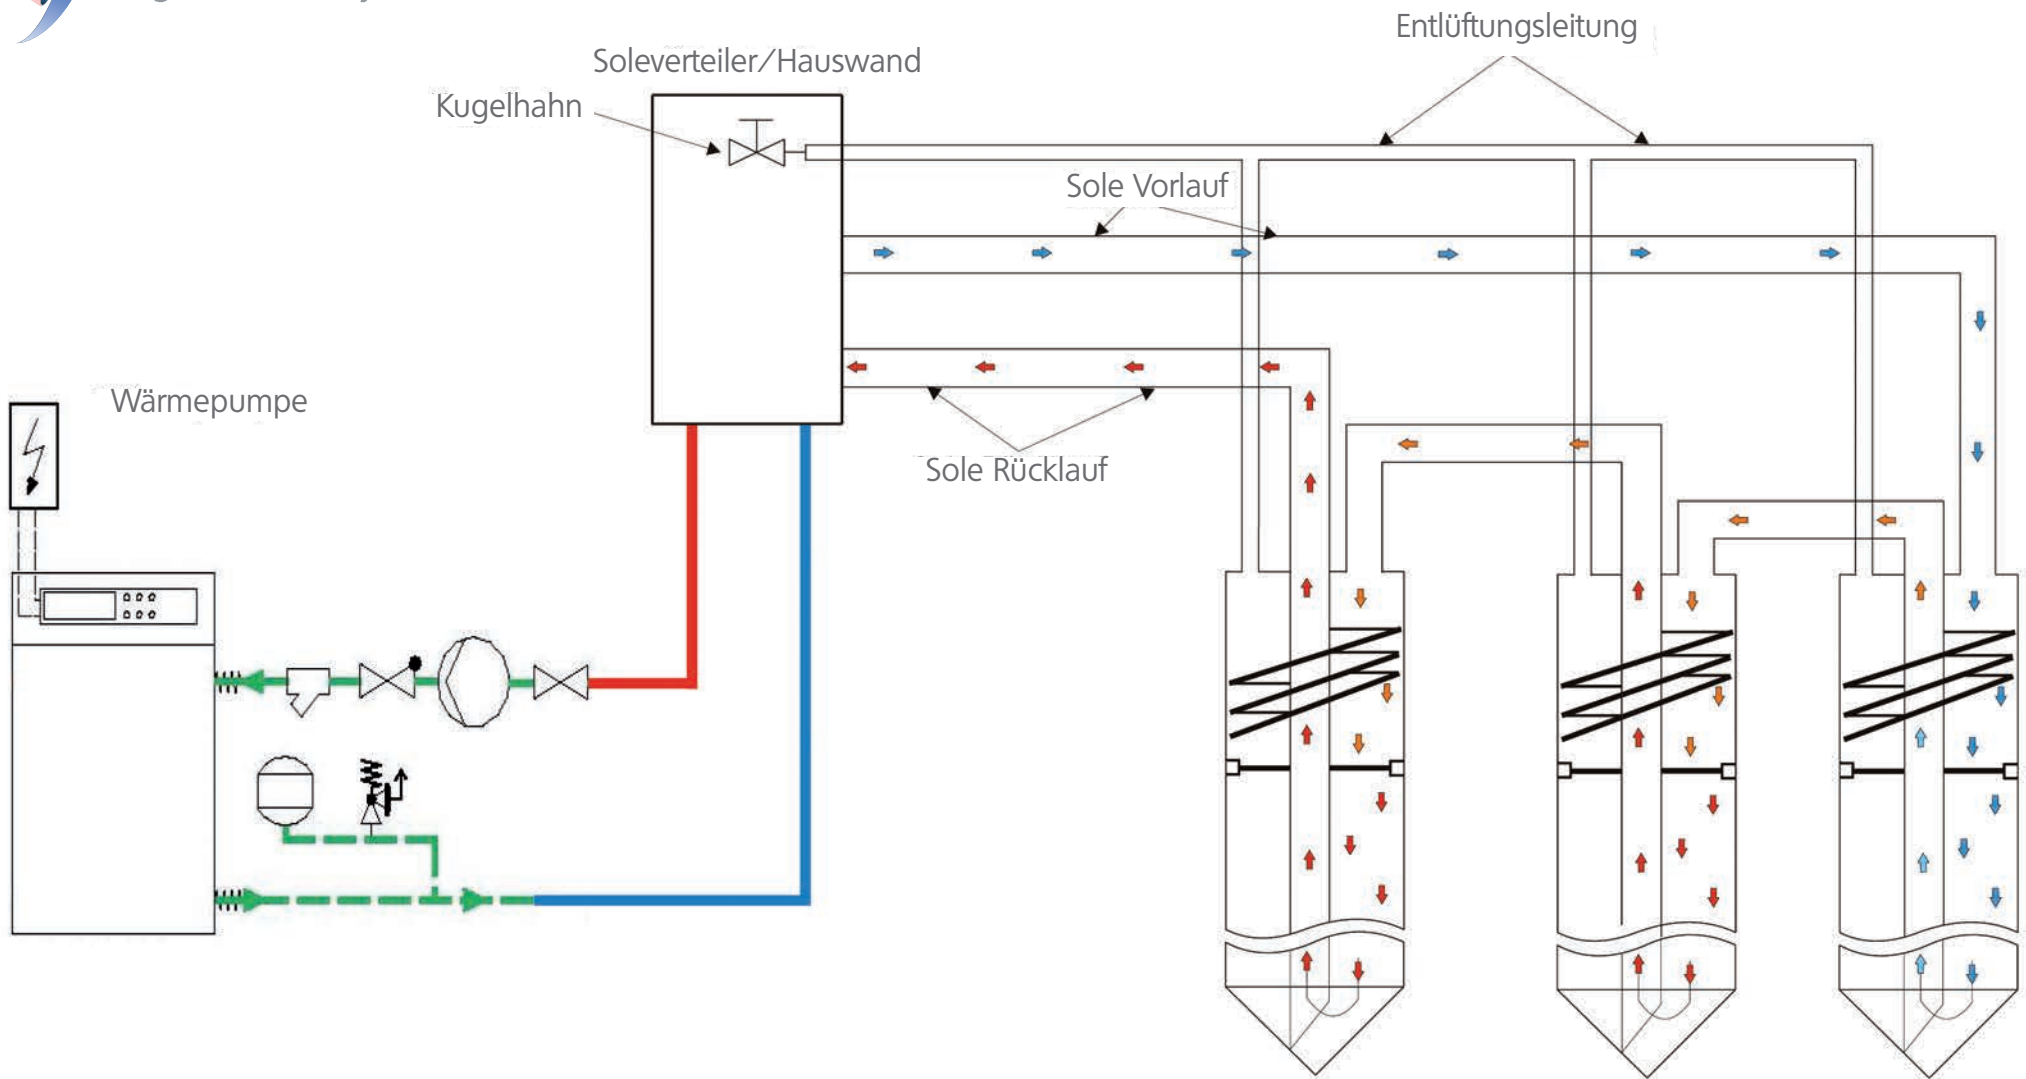 Entlüftungsleitung
Soleverteiler/Hauswand
Kugelhahn
Sole Vorlauf
Wärmepumpe
Sole Rücklauf